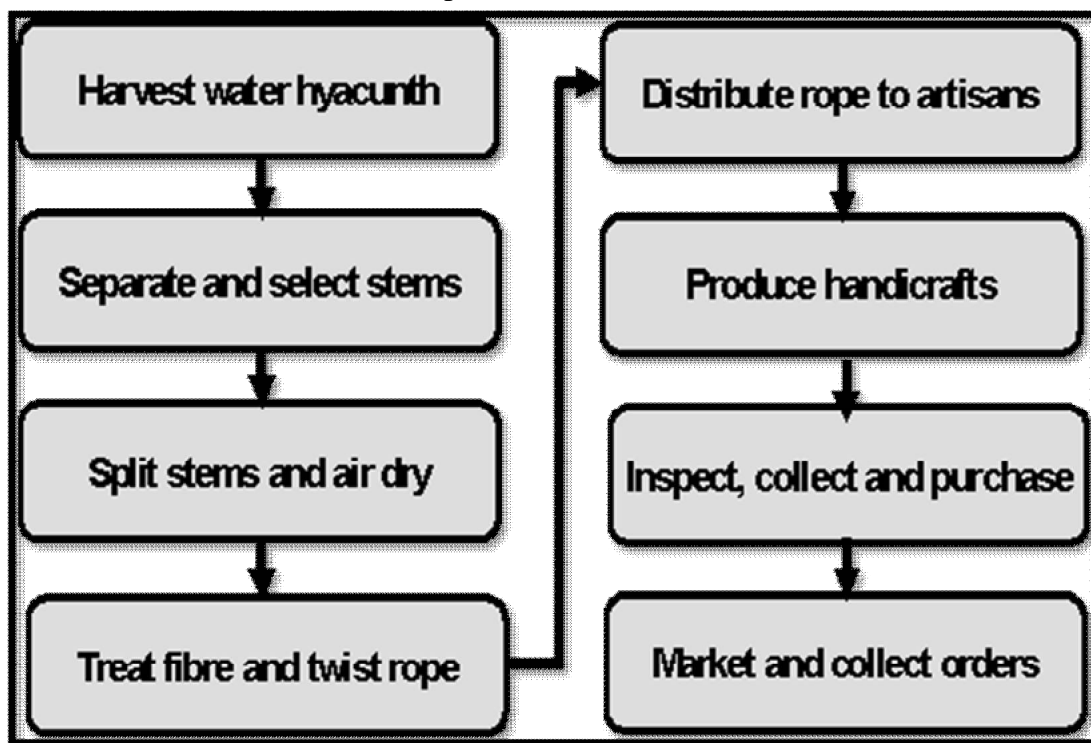 Harvest water hyacunth
Separate and select stems
Split stems and air dry
Treat fibre and twist rope
Distribute rope to artisans
Produce handicrafts
Inspect, collect and purchase
Market and collect orders